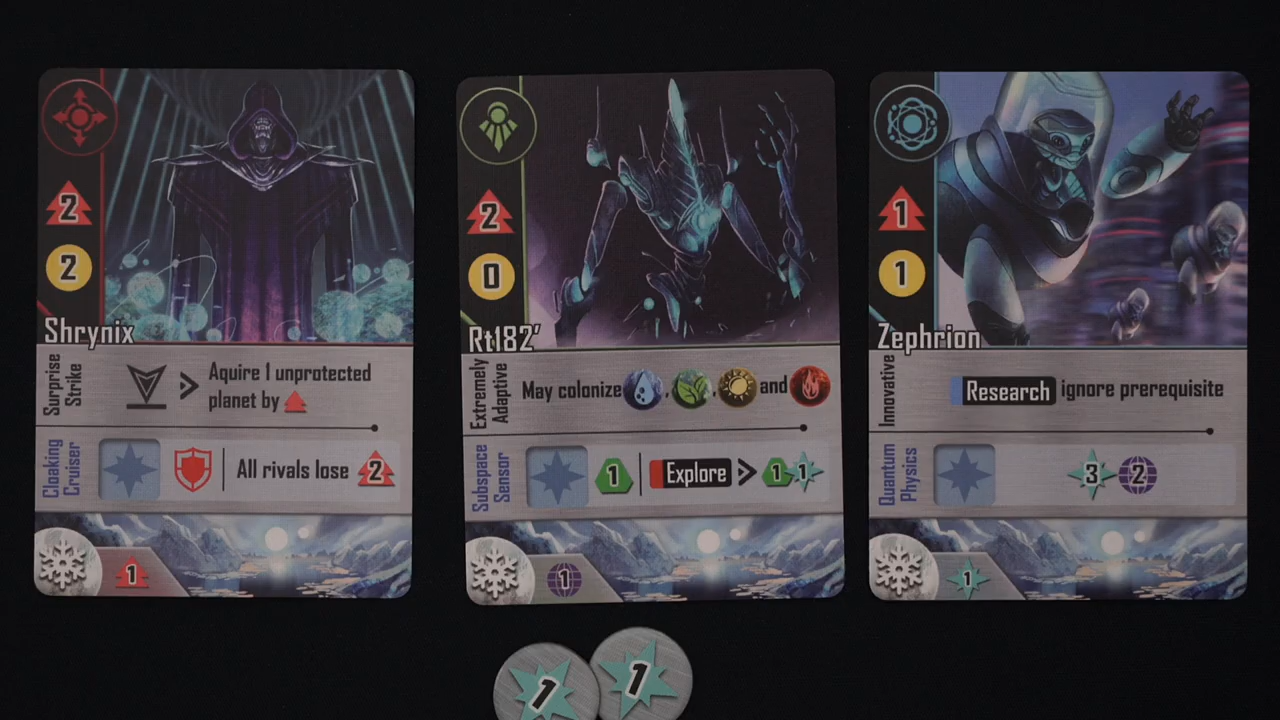 2
2
Shrynix
Surprise
Strike
Aquire 1 unprotected
planet by
Cloaking
Cruiser
All rivals lose 2
1
2
0
Rt182'
Extremely
Adaptive
May colonize , , and
Subspace
Sensor
1 Explore 1 1
1
1
1
Zephrion
Innovative
Research ignore prerequisite
Quantum
Physics
3 2
1
1
1